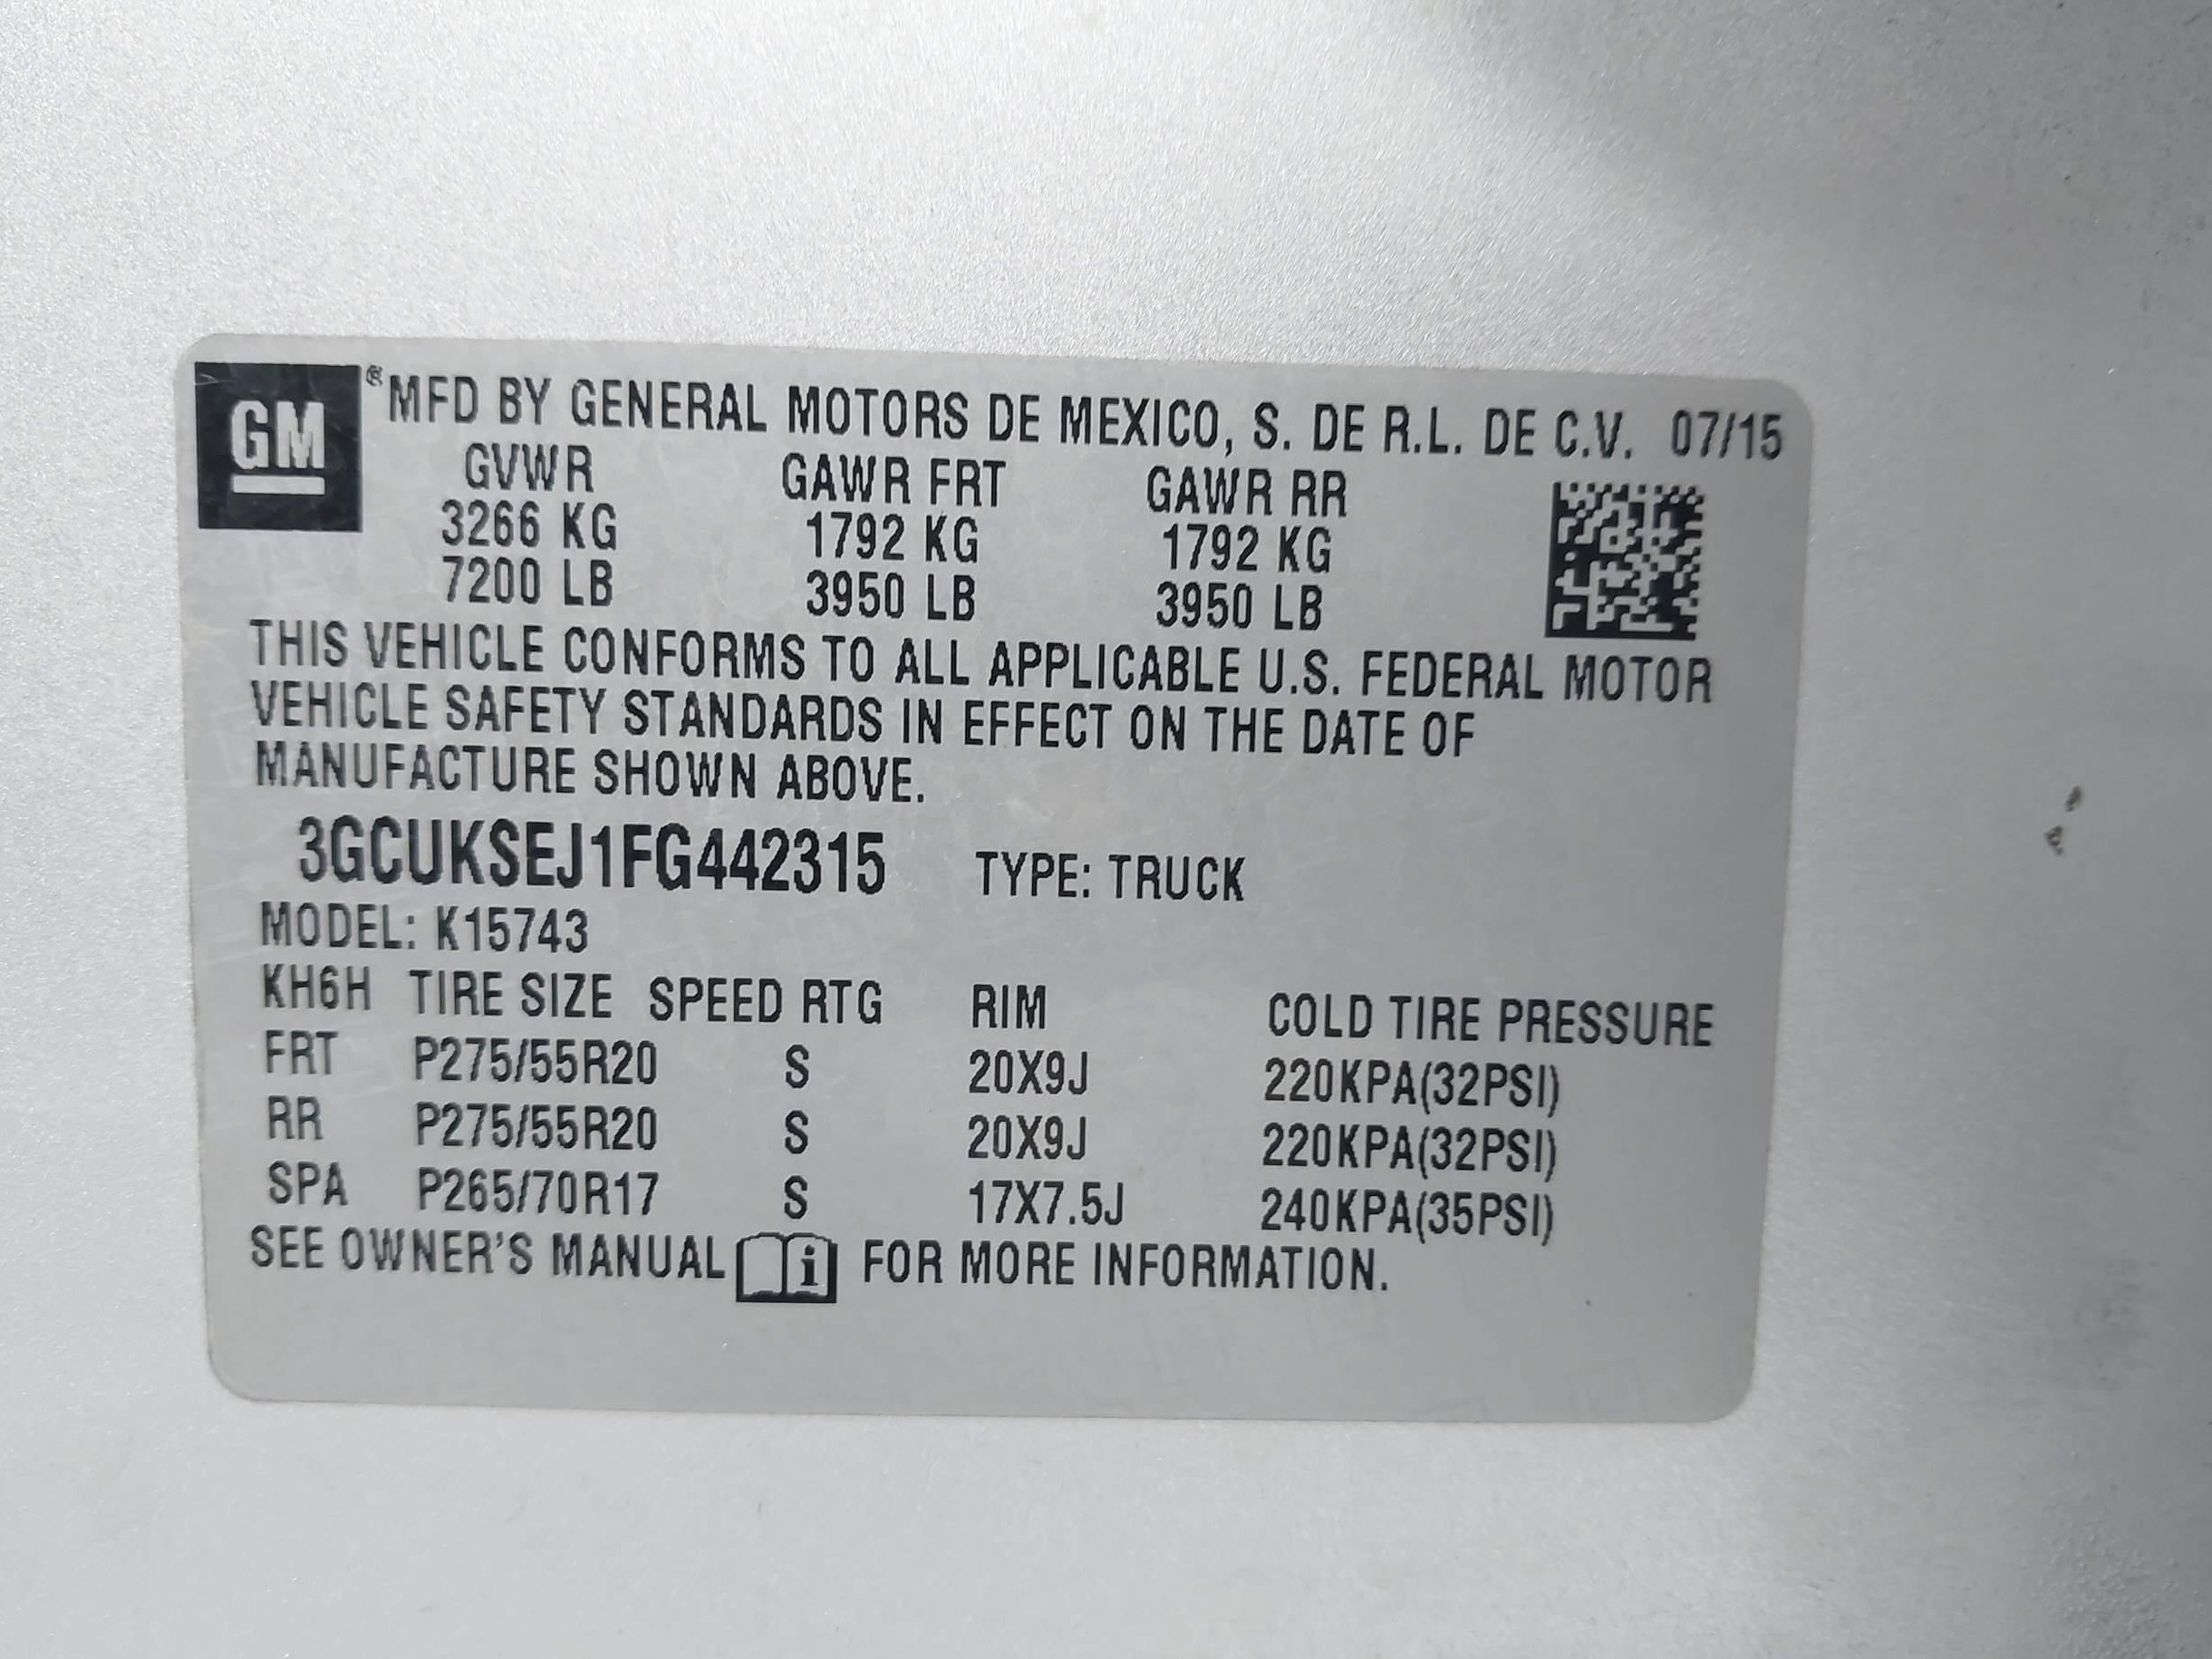 GM ® MFD BY GENERAL MOTORS DE MEXICO, S. DE R.L. DE C.V. 07/15
GVWR GAWR FRT GAWR RR
3266 KG 1792 KG 1792 KG
7200 LB 3950 LB 3950 LB
THIS VEHICLE CONFORMS TO ALL APPLICABLE U.S. FEDERAL MOTOR
VEHICLE SAFETY STANDARDS IN EFFECT ON THE DATE OF
MANUFACTURE SHOWN ABOVE.
3GCUKSEJ1FG442315 TYPE: TRUCK
MODEL: K15743
KH6H TIRE SIZE SPEED RTG RIM COLD TIRE PRESSURE
FRT P275/55R20 S 20X9J 220KPA(32PSI)
RR P275/55R20 S 20X9J 220KPA(32PSI)
SPA P265/70R17 S 17X7.5J 240KPA(35PSI)
SEE OWNER'S MANUAL i FOR MORE INFORMATION.